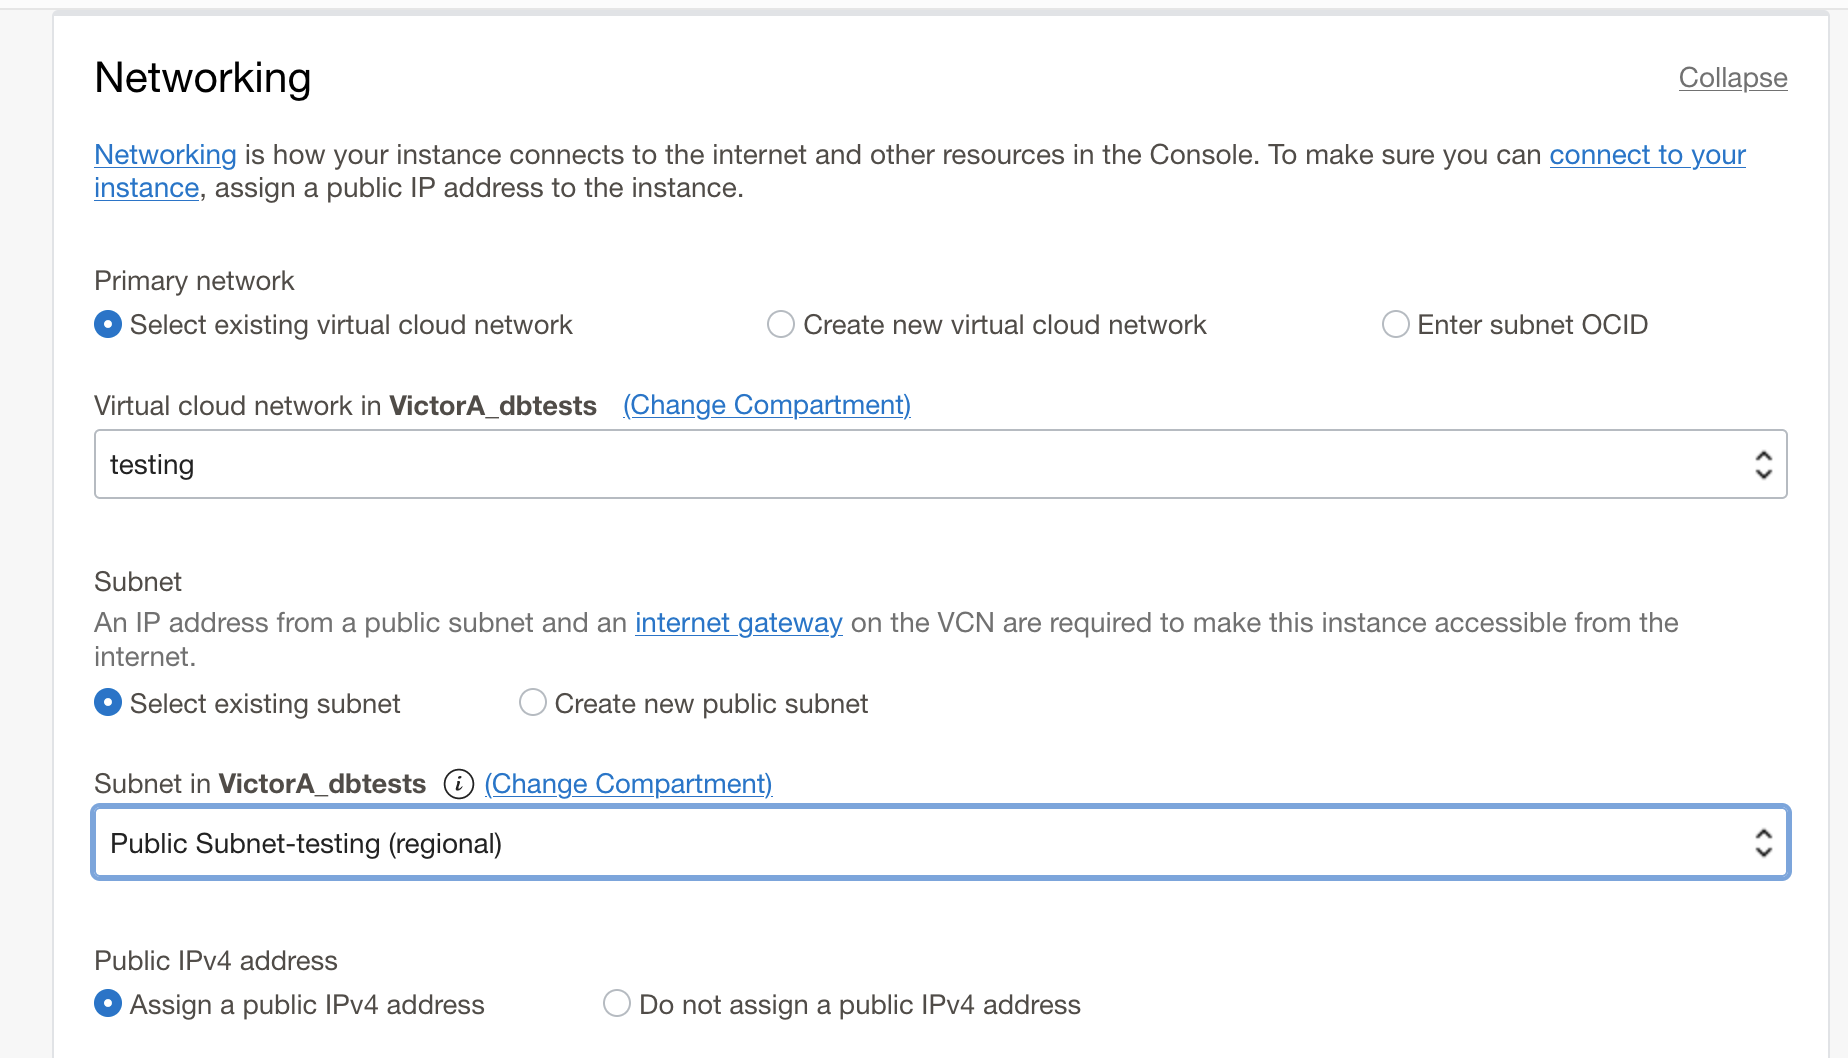 Networking
Collapse
Networking is how your instance connects to the internet and other resources in the Console. To make sure you can connect to your
instance, assign a public IP address to the instance.
Primary network
Select existing virtual cloud network
Create new virtual cloud network
Enter subnet OCID
Virtual cloud network in VictorA_dbtests (Change Compartment)
testing
Subnet
An IP address from a public subnet and an internet gateway on the VCN are required to make this instance accessible from the
internet.
Select existing subnet
Create new public subnet
Subnet in VictorA_dbtests i (Change Compartment)
Public Subnet-testing (regional)
Public IPv4 address
Assign a public IPv4 address
Do not assign a public IPv4 address